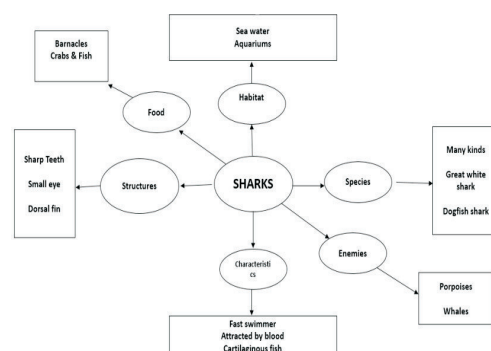 Sea water
Aquariums
Barnacles
Crabs & Fish
Habitat
Food
Sharp Teeth
Small eye
Dorsal fin
Structures
SHARKS
Species
Many kinds
Great white
shark
Dogfish shark
Characteristi
cs
Enemies
Porpoises
Whales
Fast swimmer
Attracted by blood
Cartilaginous fish